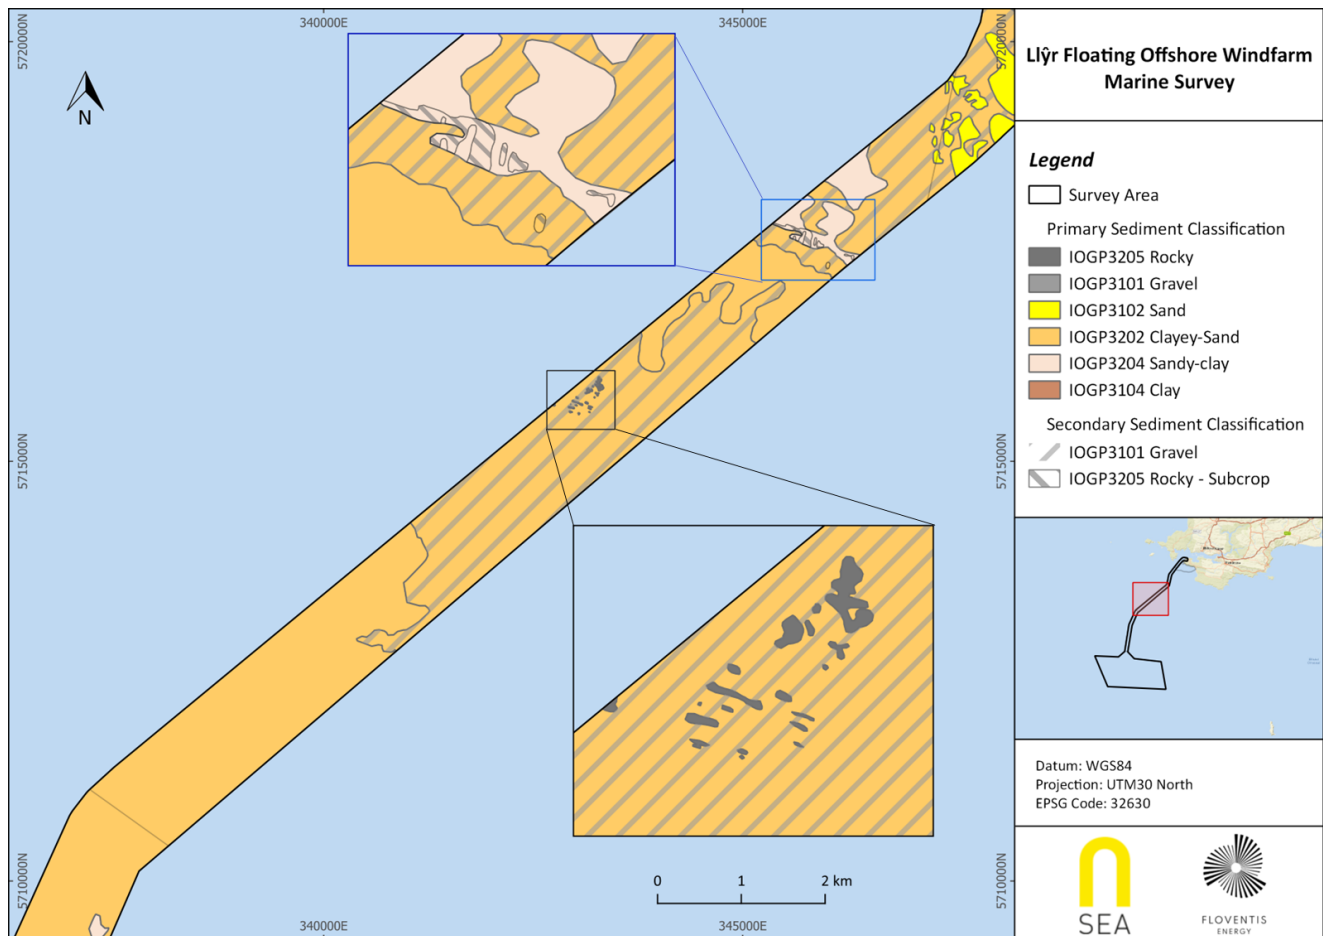 340000E
345000E
5720000N
5720000N
N
5715000N
5715000N
5710000N
5710000N
0 1 2 km
340000E
345000E
Llŷr Floating Offshore Windfarm
Marine Survey
Legend
Survey Area
Primary Sediment Classification
IOGP3205 Rocky
IOGP3101 Gravel
IOGP3102 Sand
IOGP3202 Clayey-Sand
IOGP3204 Sandy-clay
IOGP3104 Clay
Secondary Sediment Classification
IOGP3101 Gravel
IOGP3205 Rocky - Subcrop
Datum: WGS84
Projection: UTM30 North
EPSG Code: 32630
SEA
FLOVENTIS
ENERGY